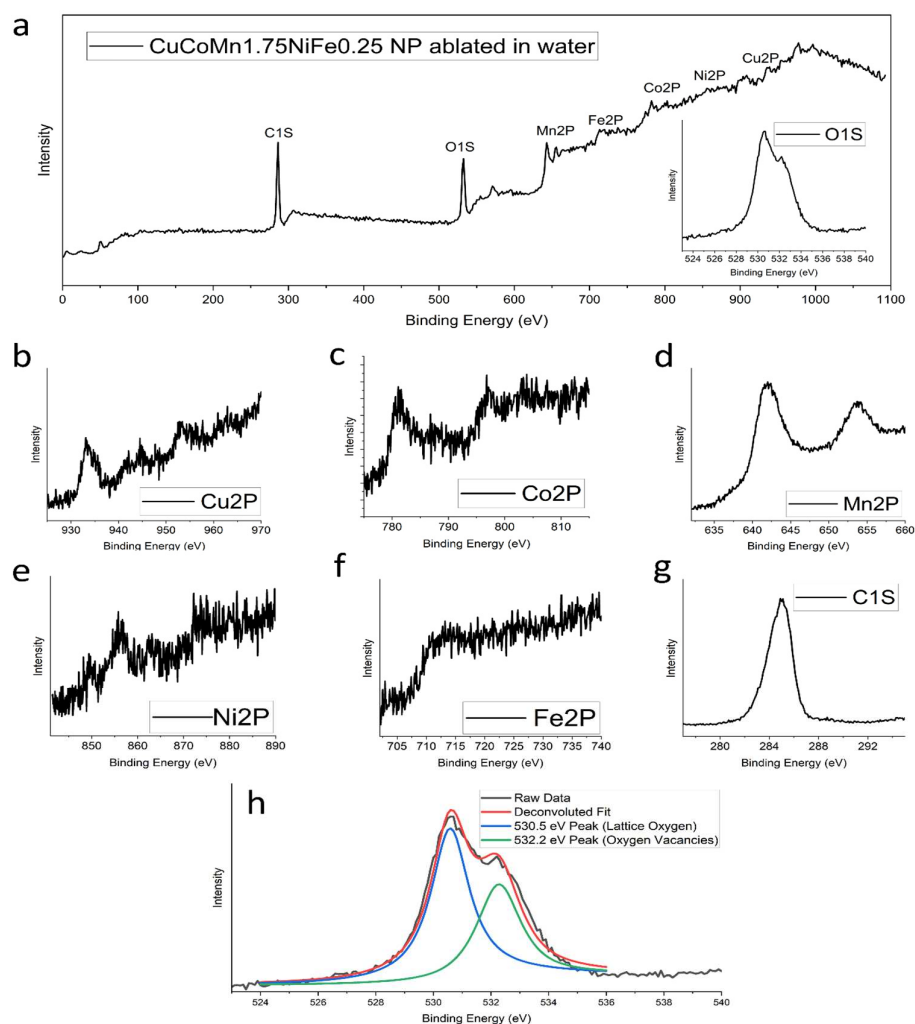 a
CuCoMn1.75NiFe0.25 NP ablated in water
C1S
O1S
Mn2P
Fe2P
Co2P
Ni2P
Cu2P
Intensity
0 100 200 300 400 500 600 700 800 900 1000 1100
Binding Energy (eV)
O1S
Intensity
524 526 528 530 532 534 536 538 540
Binding Energy (eV)
b
Intensity
Cu2P
930 940 950 960 970
Binding Energy (eV)
c
Intensity
Co2P
780 790 800 810
Binding Energy (eV)
d
Intensity
Mn2P
635 640 645 650 655 660
Binding Energy (eV)
e
Intensity
Ni2P
850 860 870 880 890
Binding Energy (eV)
f
Intensity
Fe2P
705 710 715 720 725 730 735 740
Binding Energy (eV)
g
Intensity
C1S
280 284 288 292
Binding Energy (eV)
h
Raw Data
Deconvoluted Fit
530.5 eV Peak (Lattice Oxygen)
532.2 eV Peak (Oxygen Vacancies)
Intensity
524 526 528 530 532 534 536 538 540
Binding Energy (eV)